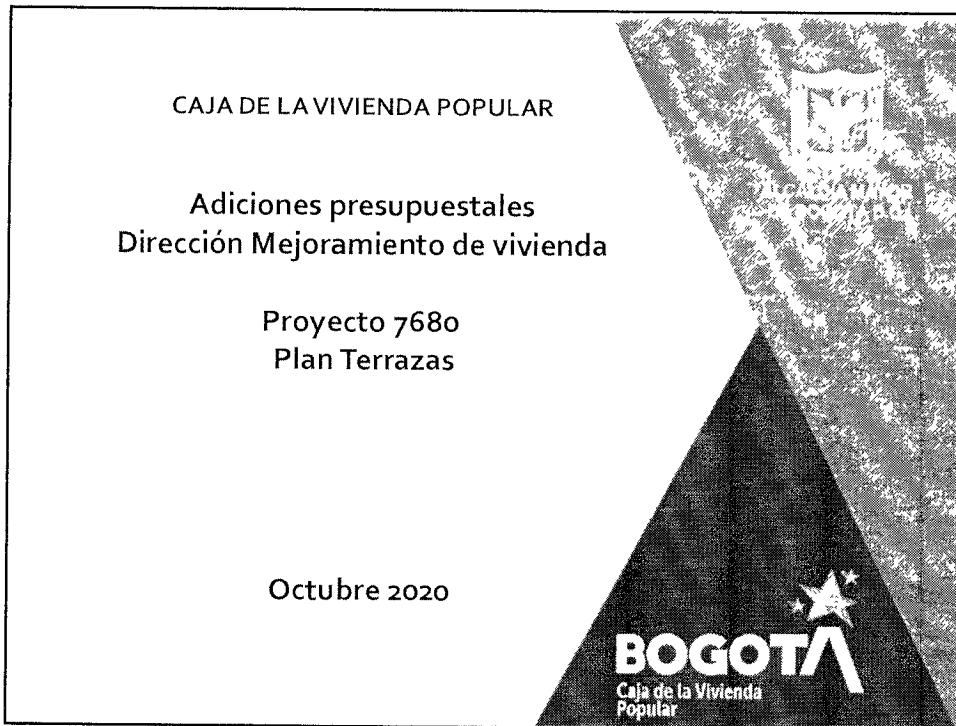 CAJA DE LA VIVIENDA POPULAR
Adiciones presupuestales
Dirección Mejoramiento de vivienda
Proyecto 7680
Plan Terrazas
Octubre 2020
BOGOTÁ
Caja de la Vivienda
Popular